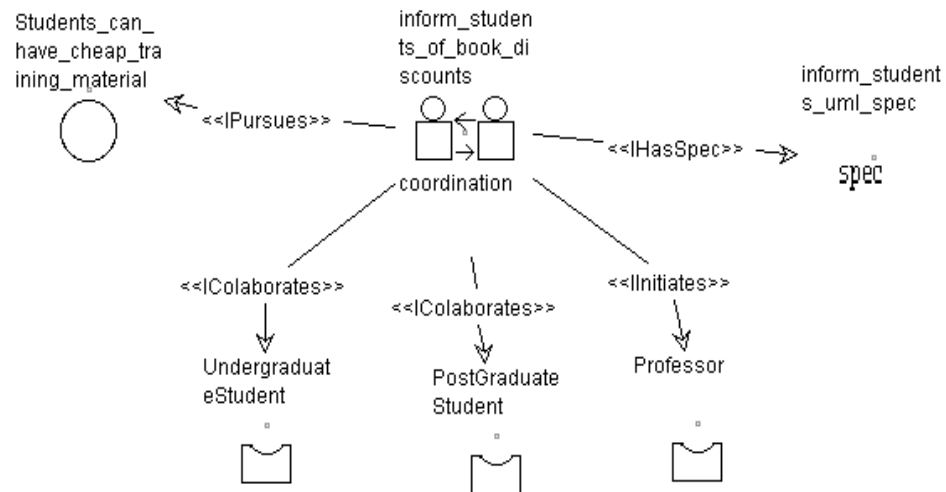 Students_can_
have_cheap_tra
ining_material
inform_studen
ts_of_book_di
scounts
inform_student
s_uml_spec
<<IPursues>>
<<IHasSpec>>
spec
coordination
<<IColaborates>>
<<IColaborates>>
<<IInitiates>>
Undergraduat
eStudent
PostGraduate
Student
Professor